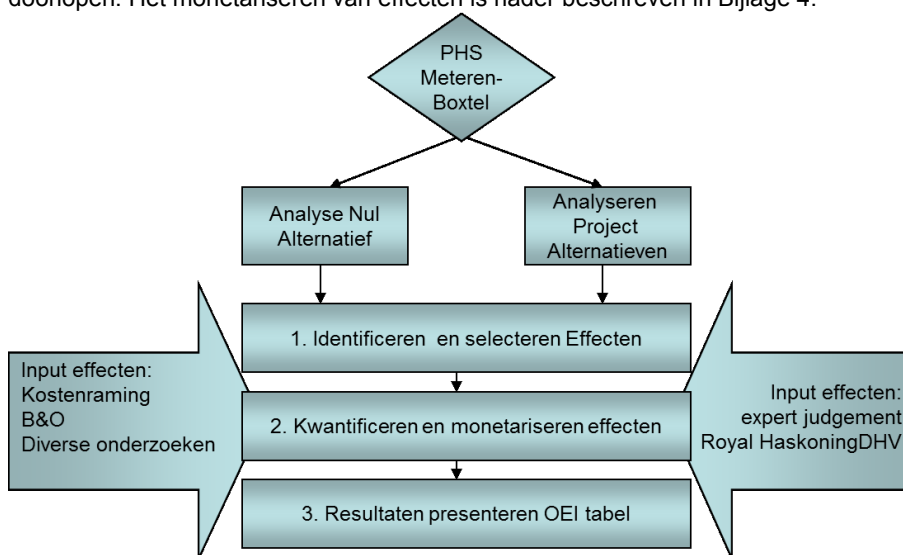 doorlopen. Het monetariseren van effecten is nader beschreven in Bijlage 4.
PHS
Meteren-
Boxtel
Analyse Nul
Alternatief
Analyseren
Project
Alternatieven
1. Identificeren en selecteren Effecten
Input effecten:
Kostenraming
B&O
Diverse onderzoeken
2. Kwantificeren en monetariseren effecten
Input effecten:
expert judgement
Royal HaskoningDHV
3. Resultaten presenteren OEI tabel